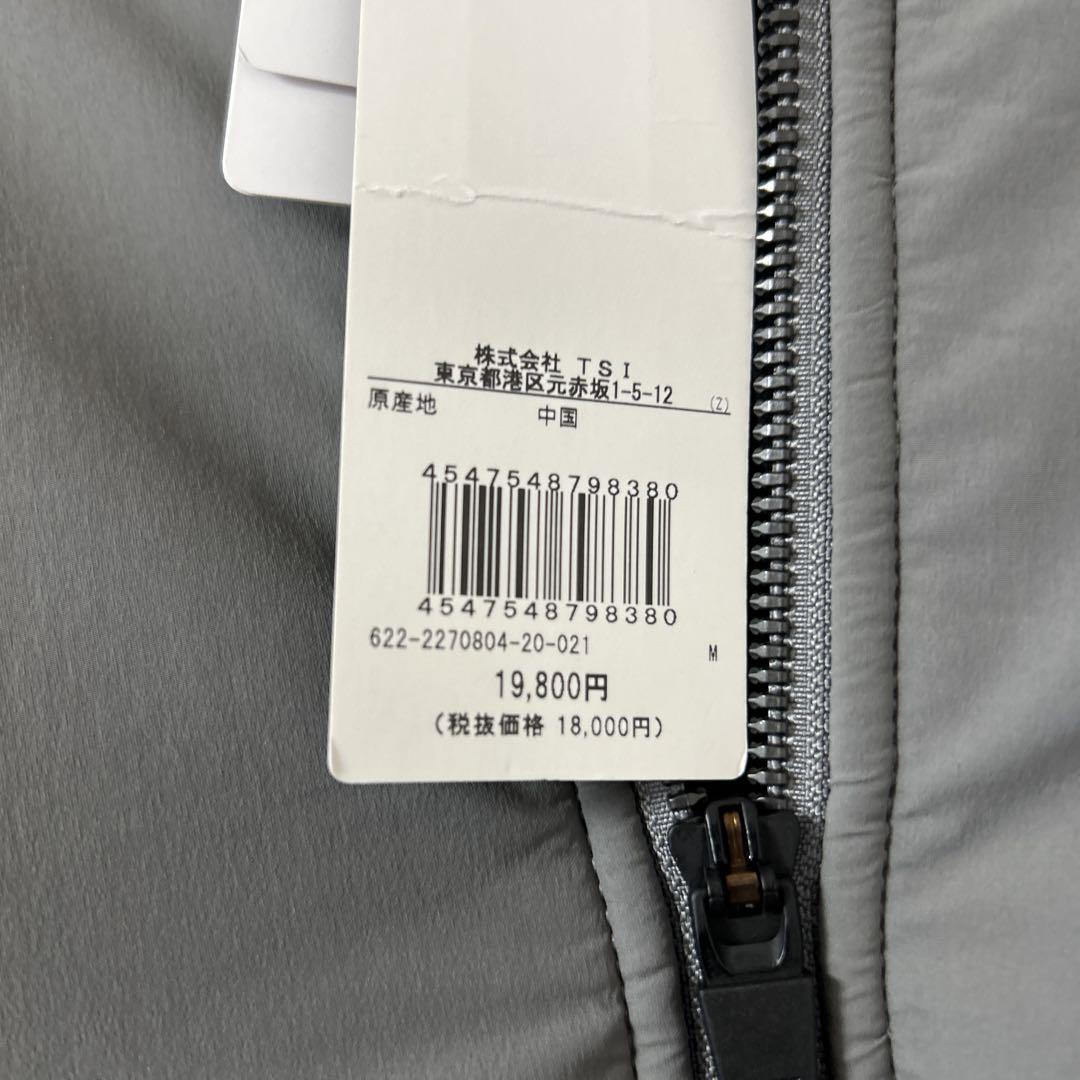 株式会社 TSI
東京都港区元赤坂1-5-12 (Z)
原産地 中国
4547548798380
4547548798380
622-2270804-20-021 M
19,800円
(税抜価格 18,000円)